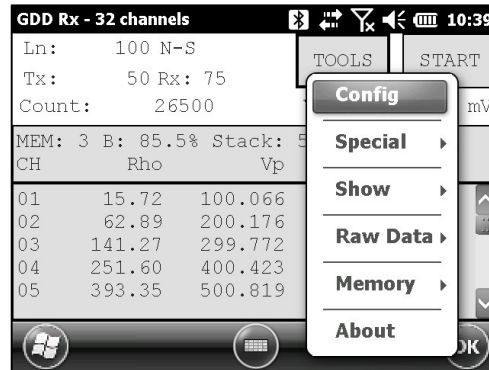 GDD Rx - 32 channels 10:39
Ln: 100 N-S
TOOLS START
Tx: 50 Rx: 75
Count: 26500 mV
MEM: 3 B: 85.5% Stack: 5
CH Rho Vp
01 15.72 100.066
02 62.89 200.176
03 141.27 299.772
04 251.60 400.423
05 393.35 500.819
Config
Special
Show
Raw Data
Memory
About
OK